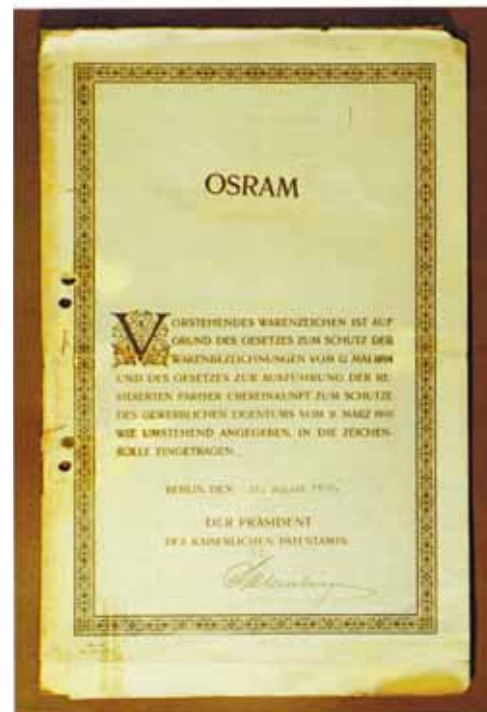 OSRAM
VORSTEHENDES WARENZEICHEN IST AUF
GRUND DES GESETZES ZUM SCHUTZ DER
WARENBEZEICHNUNGEN VOM 12. MAI 1894
UND DES GESETZES ZUR AUSFÜHRUNG DER RE-
VIDIERTEN PARISER ÜBEREINKUNFT ZUM SCHUTZE
DES GEWERBLICHEN EIGENTUMS VOM MÄRZ
WIE UMSTEHEND ANGEGEBEN, IN DIE ZEICHEN-
ROLLE EINGETRAGEN.
BERLIN, DEN August
DER PRÄSIDENT
DES KAISERLICHEN PATENTAMTS